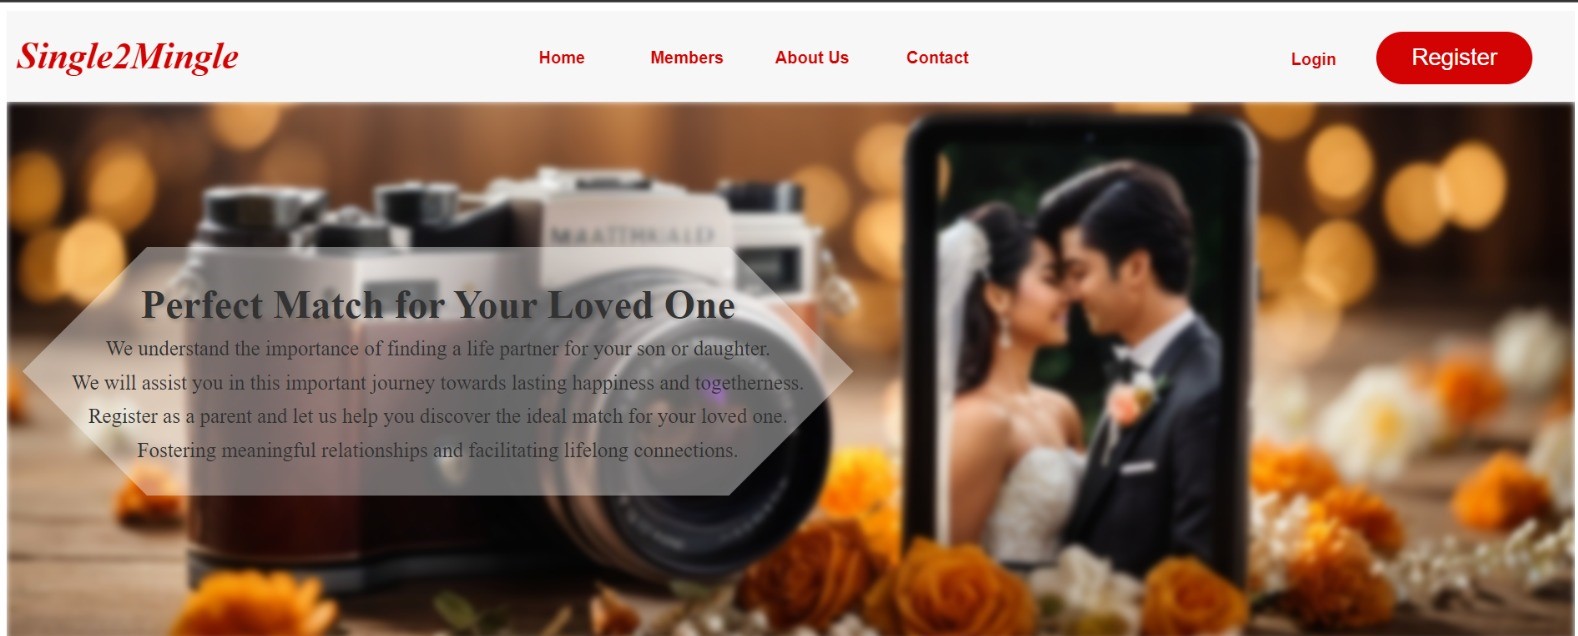 Single2Mingle
Home Members About Us Contact
Login Register
Perfect Match for Your Loved One
We understand the importance of finding a life partner for your son or daughter.
We will assist you in this important journey towards lasting happiness and togetherness.
Register as a parent and let us help you discover the ideal match for your loved one.
Fostering meaningful relationships and facilitating lifelong connections.